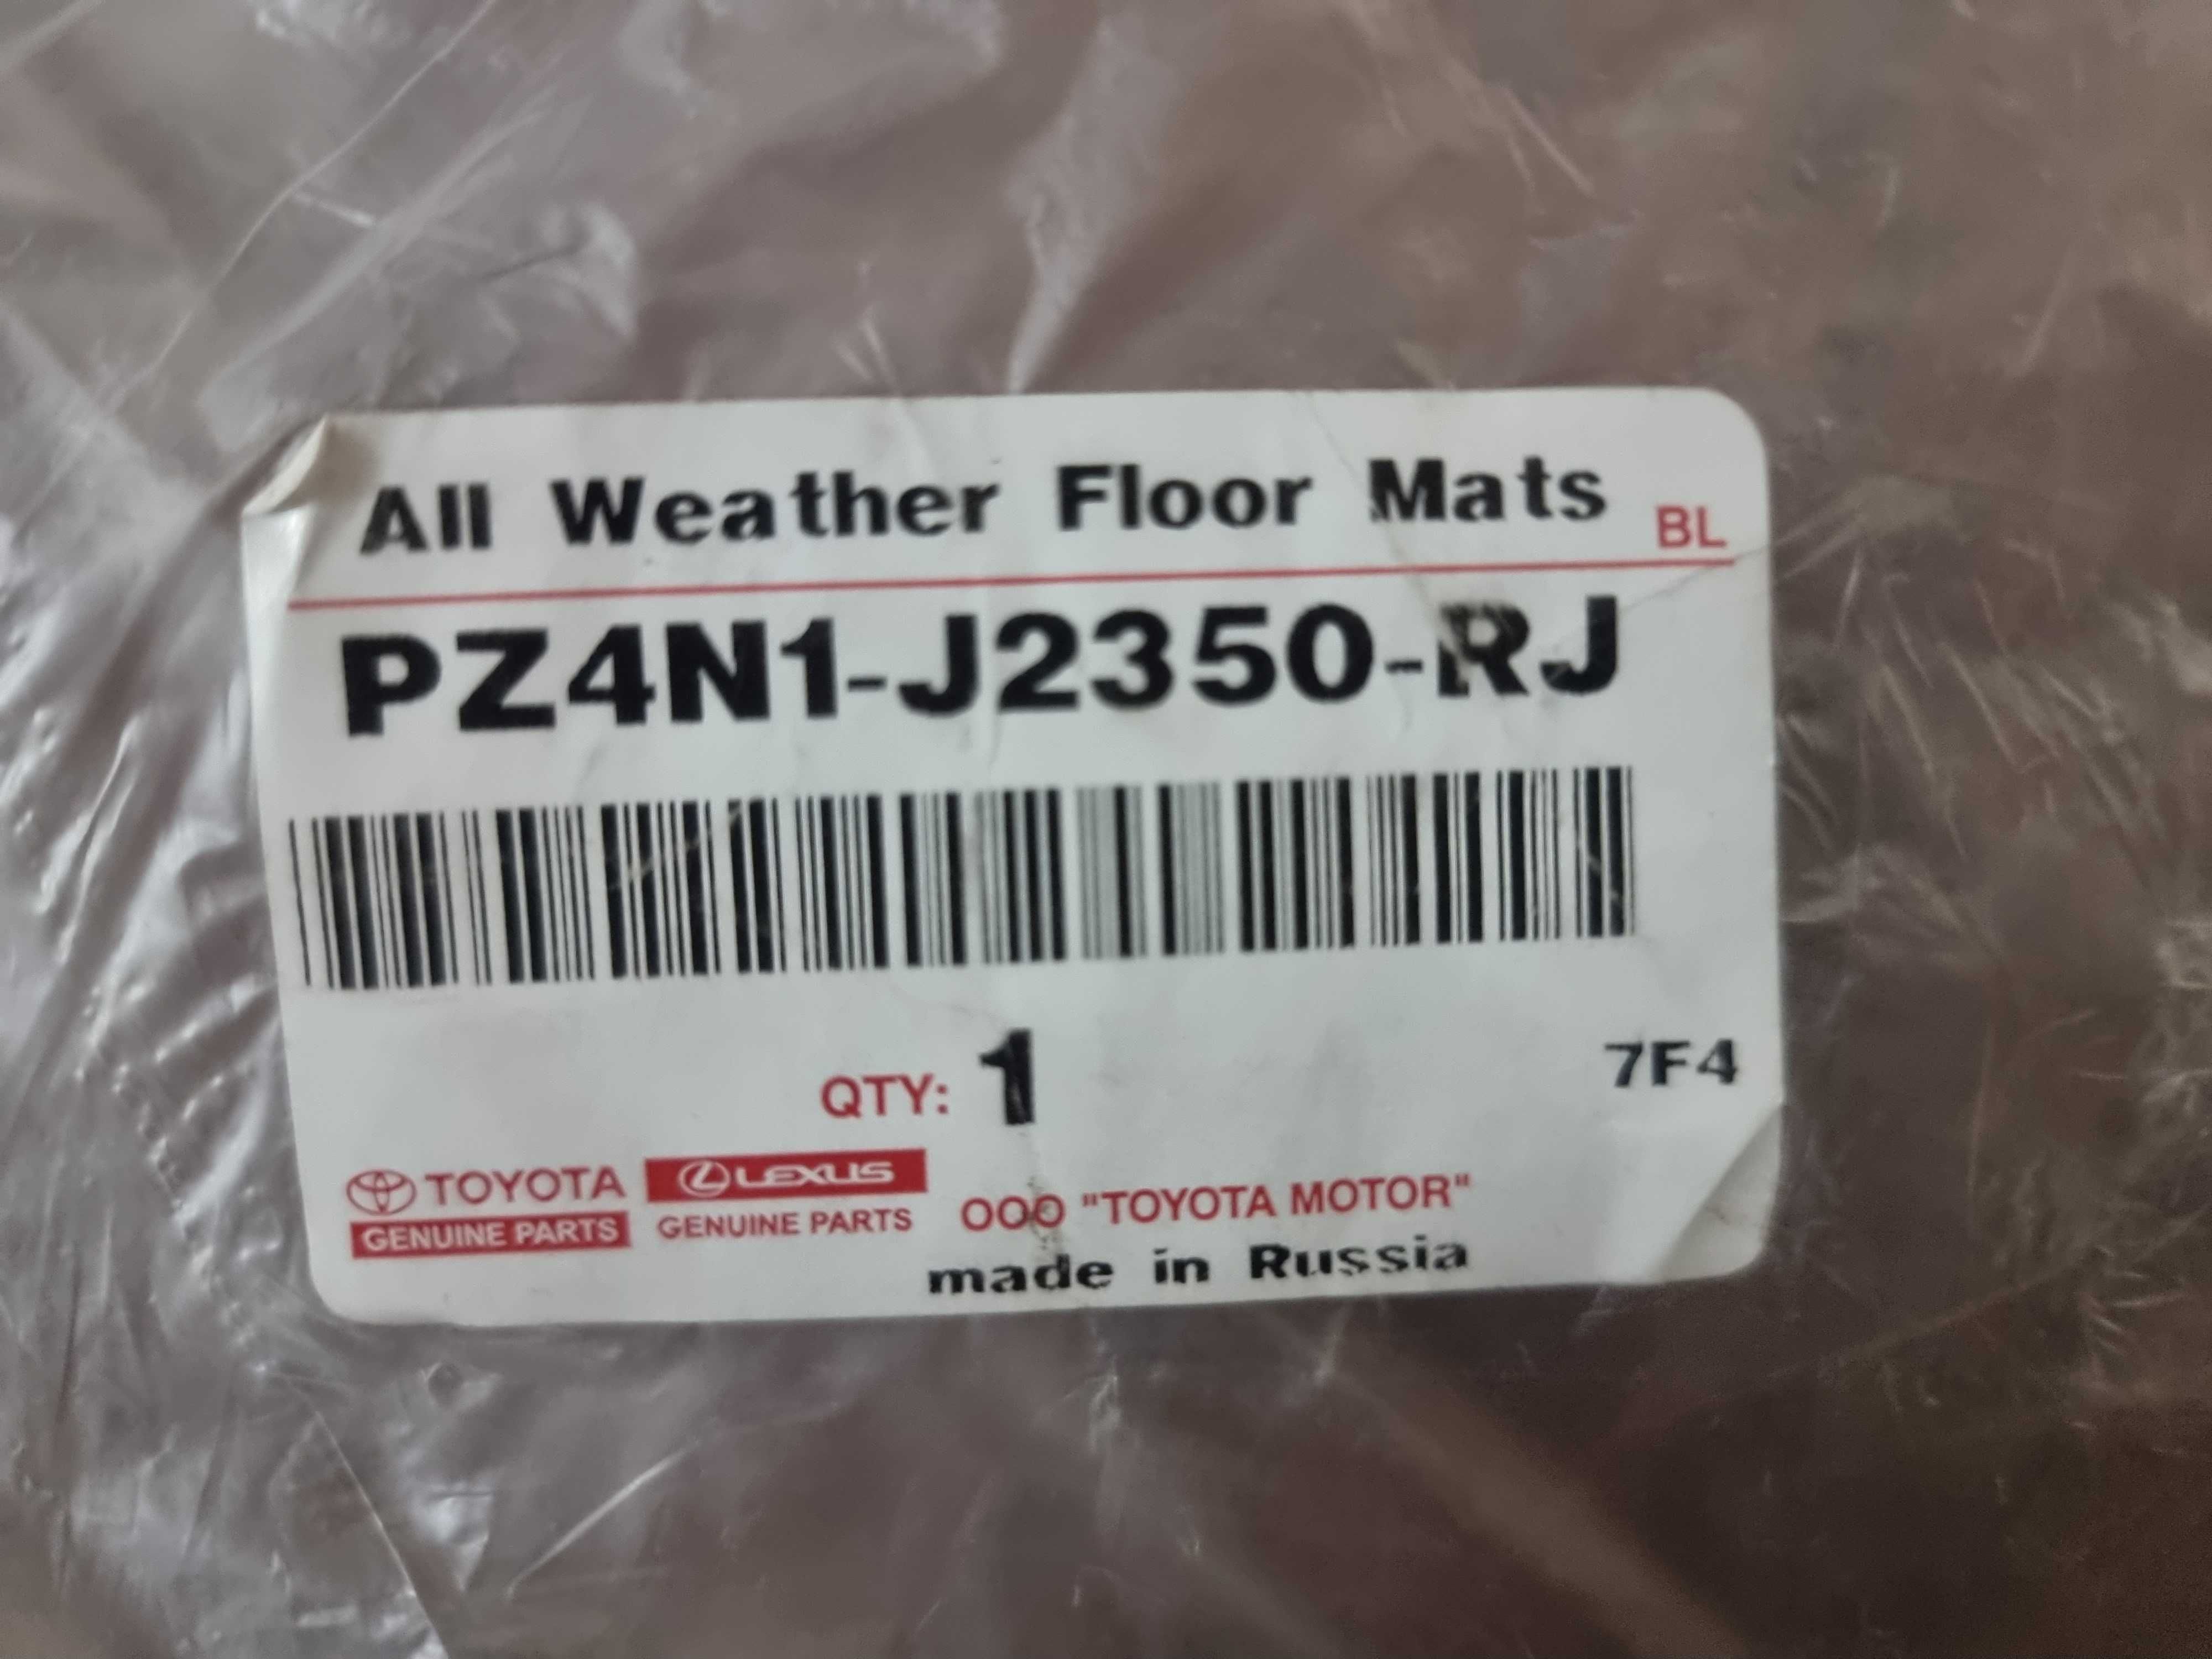 All Weather Floor Mats BL
PZ4N1-J2350-RJ
QTY: 1
7F4
TOYOTA
GENUINE PARTS
LEXUS
GENUINE PARTS
ООО "TOYOTA MOTOR"
made in Russia